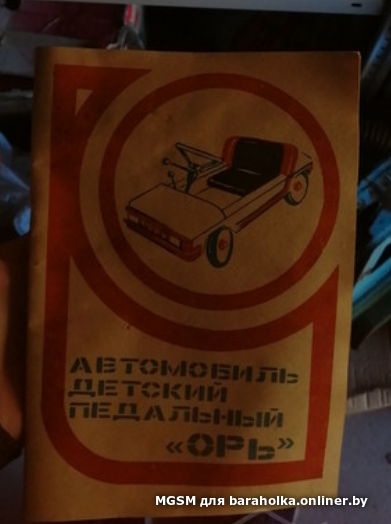 АВТОМОБИЛЬ
ДЕТСКИЙ
ПЕДАЛЬНЫЙ
«ОРЬ»
MGSM для baraholka.onliner.by